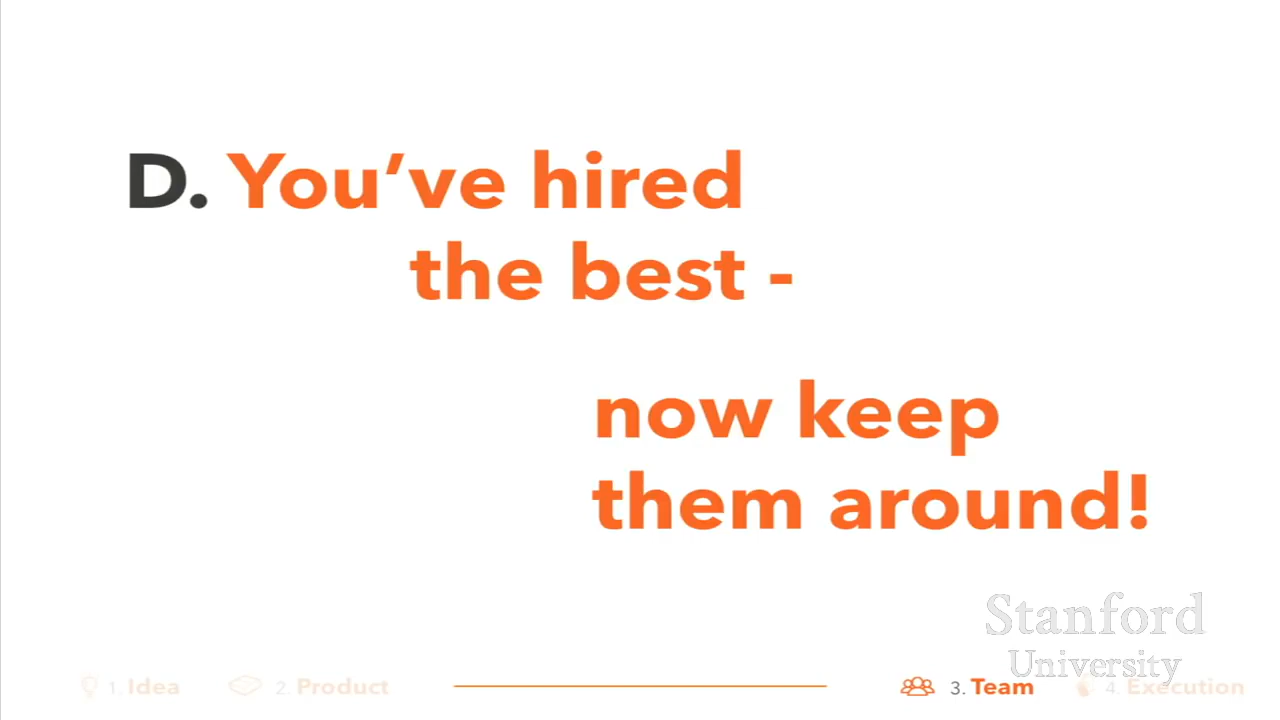 D. You’ve hired
the best -
now keep
them around!
Stanford
University
1. Idea 2. Product 3. Team 4. Execution